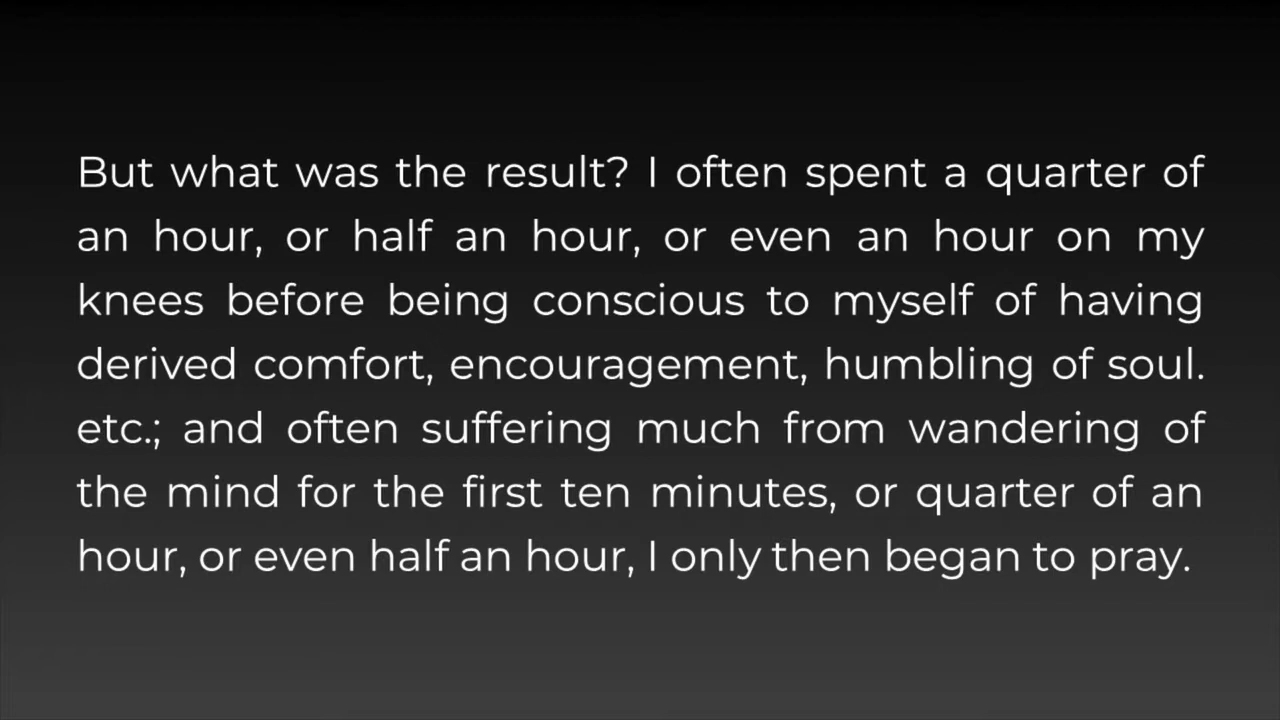 But what was the result? I often spent a quarter of
an hour, or half an hour, or even an hour on my
knees before being conscious to myself of having
derived comfort, encouragement, humbling of soul.
etc.; and often suffering much from wandering of
the mind for the first ten minutes, or quarter of an
hour, or even half an hour, I only then began to pray.